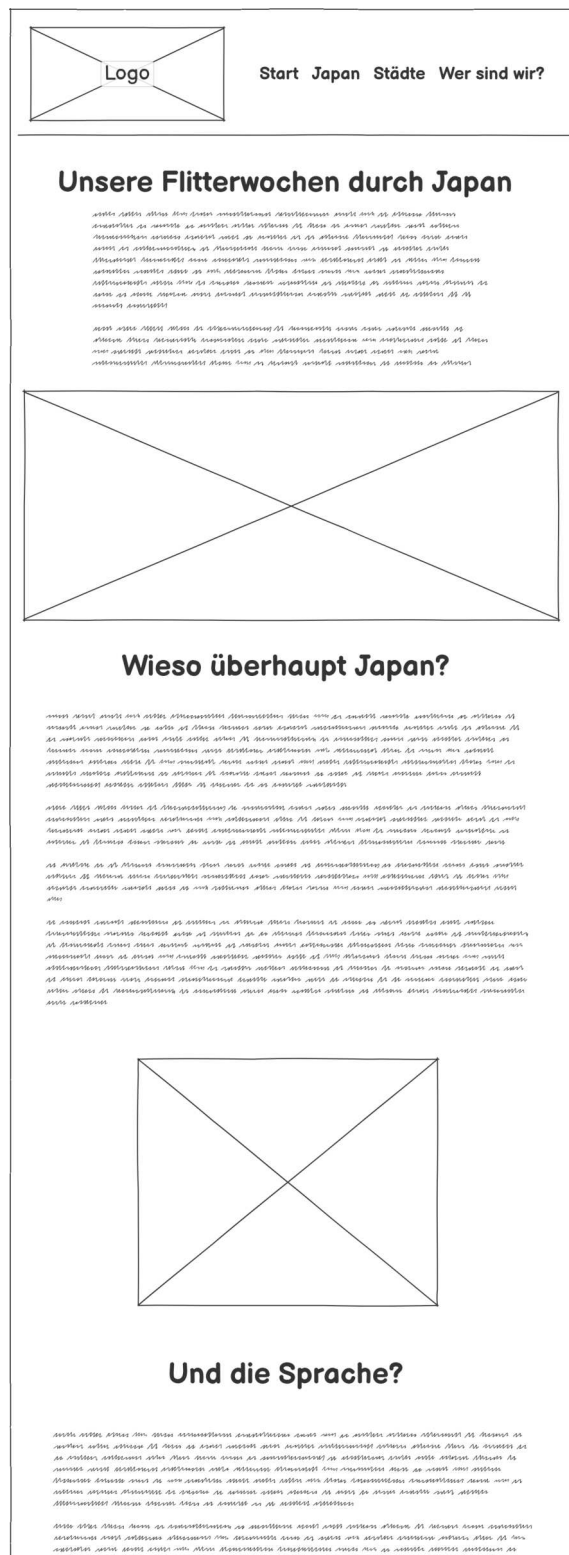 Logo
Start Japan Städte Wer sind wir?
Unsere Flitterwochen durch Japan
Wieso überhaupt Japan?
Und die Sprache?